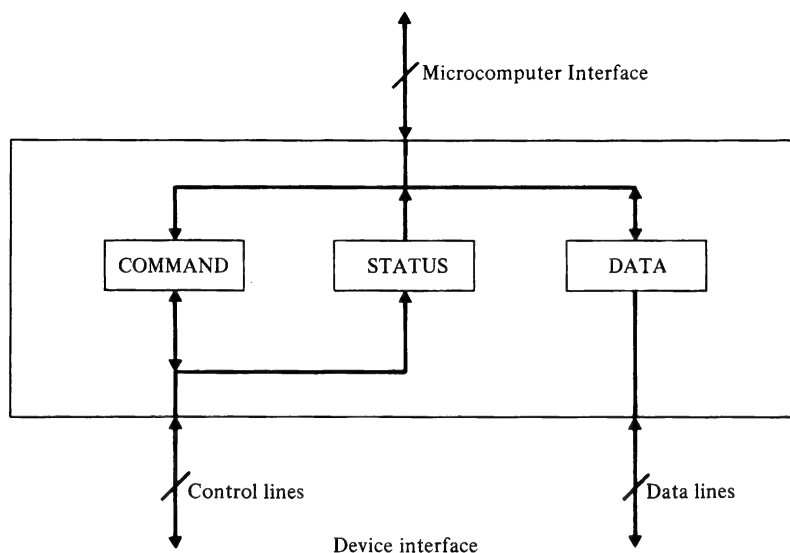 Microcomputer Interface
COMMAND
STATUS
DATA
Control lines
Data lines
Device interface